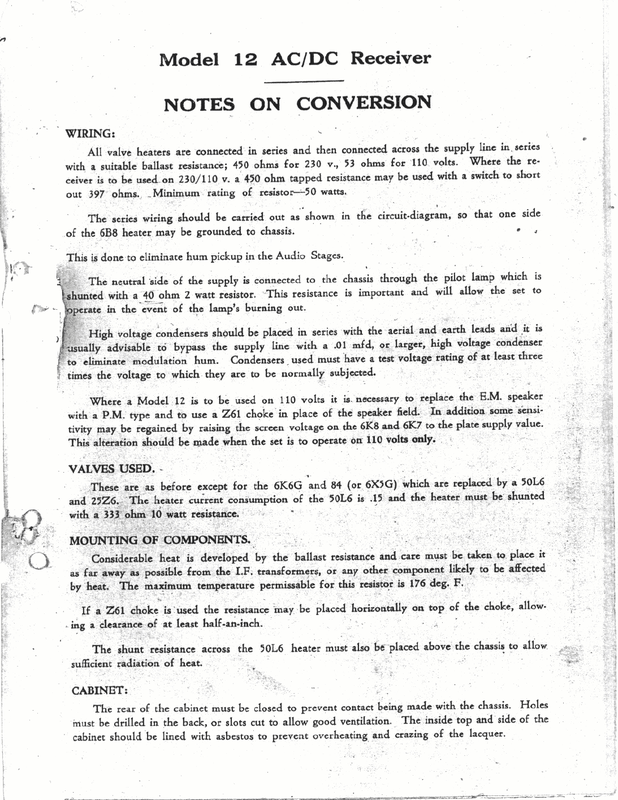 Model 12 AC/DC Receiver
NOTES ON CONVERSION
WIRING:
All valve heaters are connected in series and then connected across the supply line in series
with a suitable ballast resistance; 450 ohms for 230 v., 53 ohms for 110 volts. Where the re-
ceiver is to be used on 230/110 v. a 450 ohm tapped resistance may be used with a switch to short
out 397 ohms. Minimum rating of resistor—50 watts.
The series wiring should be carried out as shown in the circuit-diagram, so that one side
of the 6B8 heater may be grounded to chassis.
This is done to eliminate hum pickup in the Audio Stages.
The neutral side of the supply is connected to the chassis through the pilot lamp which is
shunted with a 40 ohm 2 watt resistor. This resistance is important and will allow the set to
operate in the event of the lamp's burning out.
High voltage condensers should be placed in series with the aerial and earth leads and it is
usually advisable to bypass the supply line with a .01 mfd, or larger, high voltage condenser
to eliminate modulation hum. Condensers used must have a test voltage rating of at least three
times the voltage to which they are to be normally subjected.
Where a Model 12 is to be used on 110 volts it is necessary to replace the E.M. speaker
with a P.M. type and to use a Z61 choke in place of the speaker field. In addition some sensi-
tivity may be regained by raising the screen voltage on the 6K8 and 6K7 to the plate supply value.
This alteration should be made when the set is to operate on 110 volts only.
VALVES USED. -
These are as before except for the 6K6G and 84 (or 6X5G) which are replaced by a 50L6
and 25Z6. The heater current consumption of the 50L6 is .15 and the heater must be shunted
with a 333 ohm 10 watt resistance.
MOUNTING OF COMPONENTS.
Considerable heat is developed by the ballast resistance and care must be taken to place it
as far away as possible from the I.F. transformers, or any other component likely to be affected
by heat. The maximum temperature permissable for this resistor is 176 deg. F.
If a Z61 choke is used the resistance may be placed horizontally on top of the choke, allow-
ing a clearance of at least half-an-inch.
The shunt resistance across the 50L6 heater must also be placed above the chassis to allow
sufficient radiation of heat.
CABINET:
The rear of the cabinet must be closed to prevent contact being made with the chassis. Holes
must be drilled in the back, or slots cut to allow good ventilation. The inside top and side of the
cabinet should be lined with asbestos to prevent overheating and crazing of the lacquer.